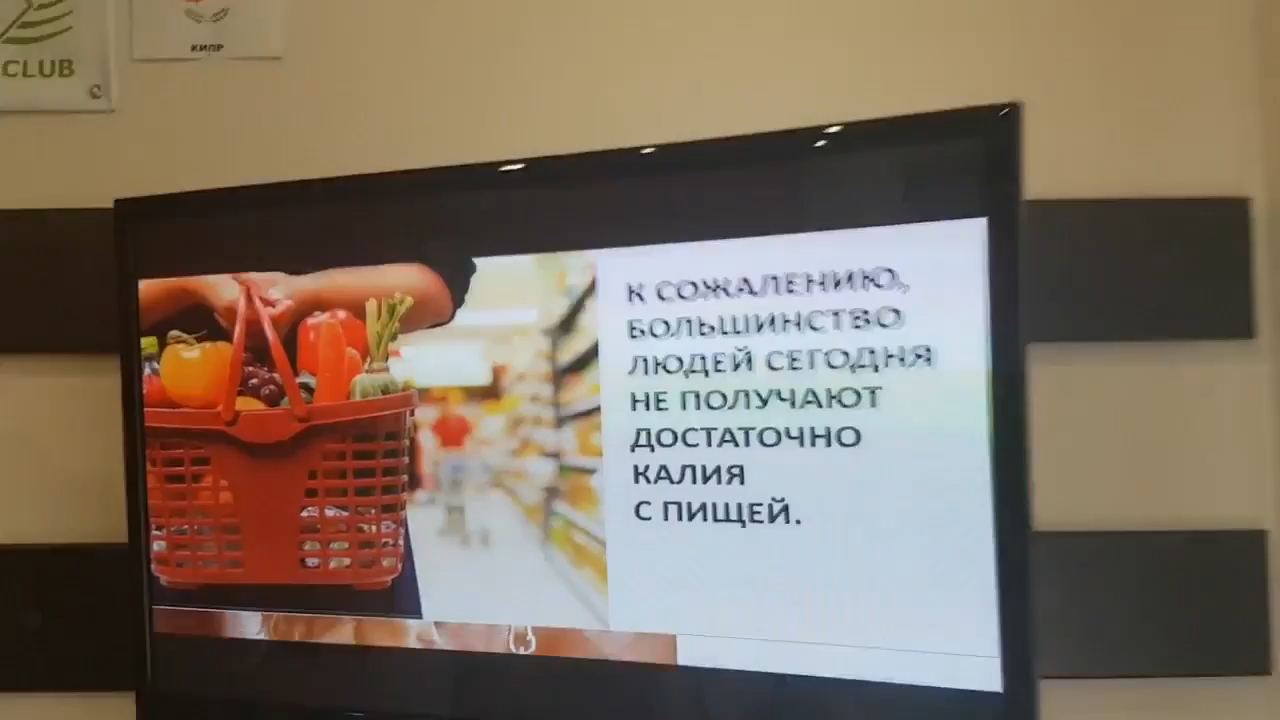 CLUB
КИПР
К СОЖАЛЕНИЮ,
БОЛЬШИНСТВО
ЛЮДЕЙ СЕГОДНЯ
НЕ ПОЛУЧАЮТ
ДОСТАТОЧНО
КАЛИЯ
С ПИЩЕЙ.